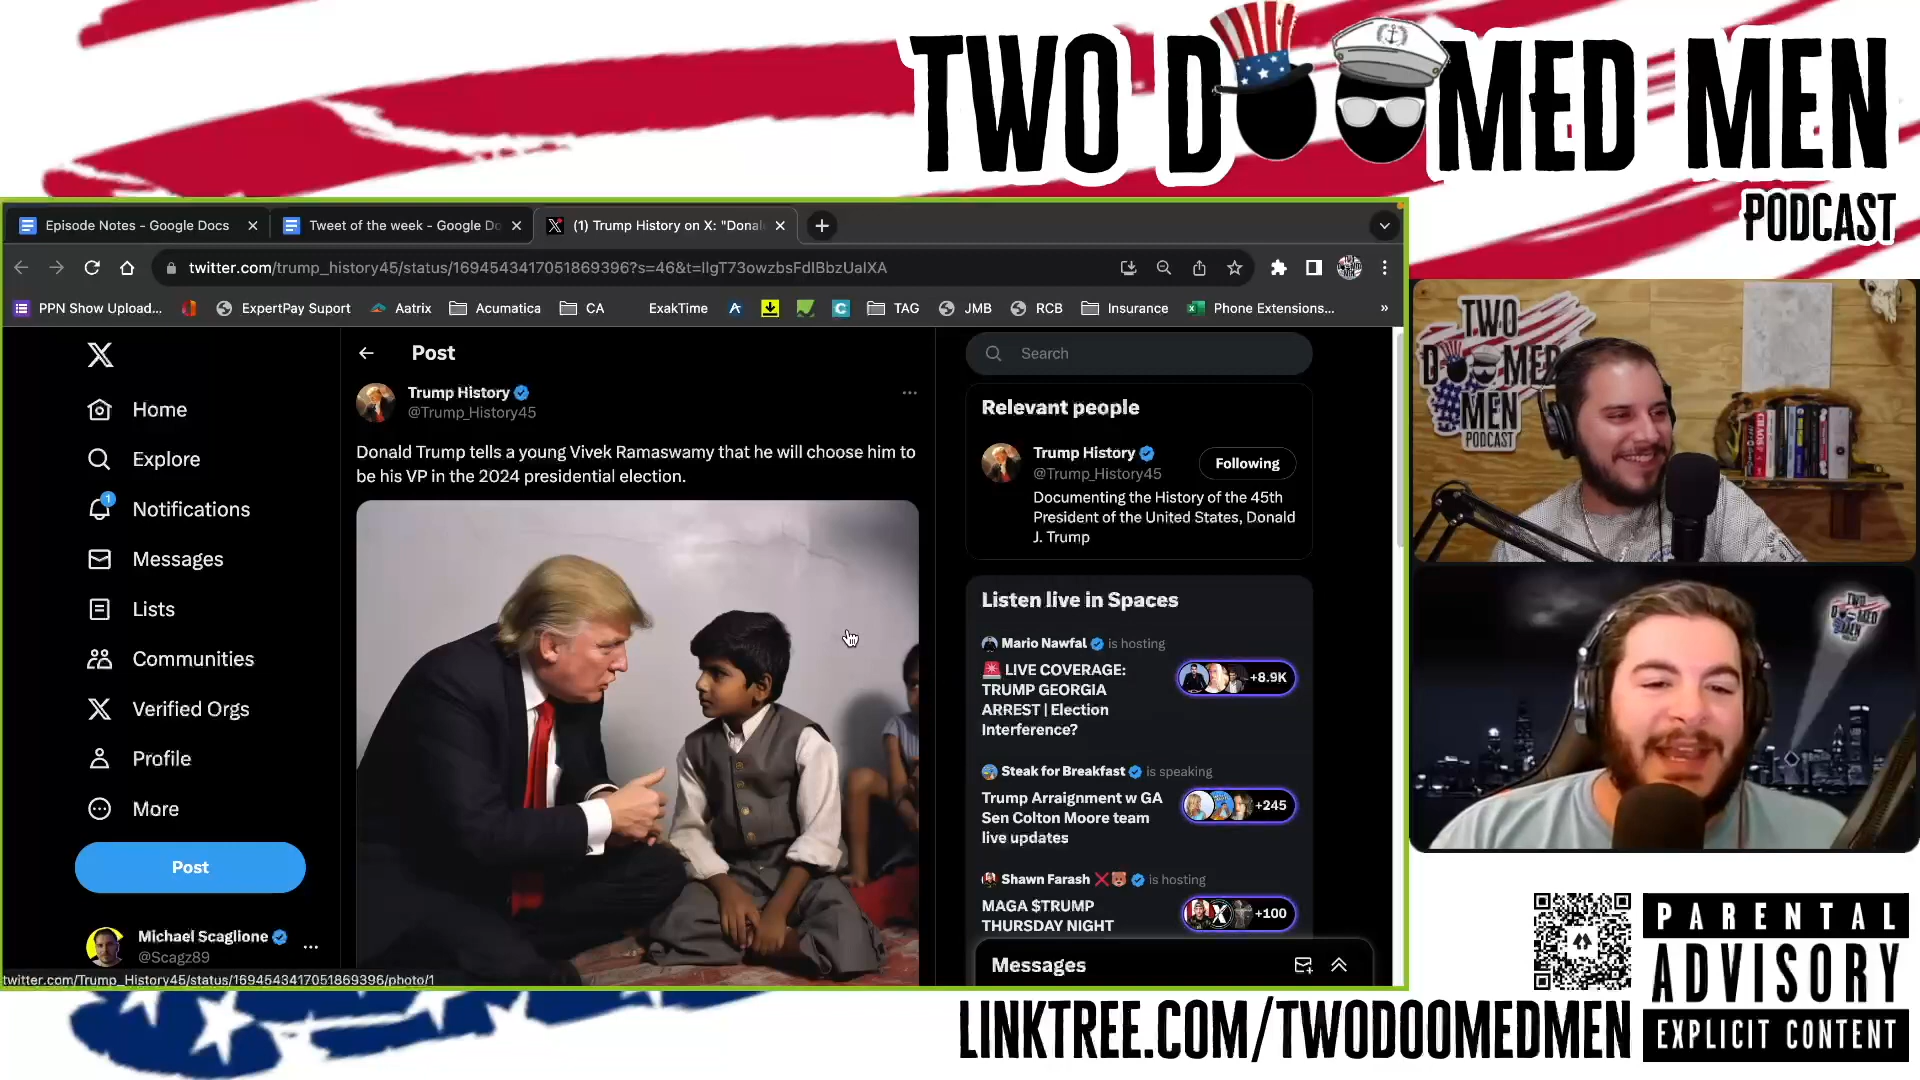 TWO DOOMED MEN
PODCAST
Episode Notes - Google Docs
Tweet of the week - Google Do
(1) Trump History on X: "Donal
twitter.com/trump_history45/status/1694543417051869396?s=46&t=IlgT73owzbsFdIBbzUaIXA
PPN Show Upload...
ExpertPay Suport
Aatrix
Acumatica
CA
ExakTime
TAG
JMB
RCB
Insurance
Phone Extensions...
»
Home
Explore
1
Notifications
Messages
Lists
Communities
Verified Orgs
Profile
More
Post
Michael Scaglione
@Scagz89
Post
Trump History
@Trump_History45
Donald Trump tells a young Vivek Ramaswamy that he will choose him to
be his VP in the 2024 presidential election.
Search
Relevant people
Trump History
@Trump_History45
Following
Documenting the History of the 45th
President of the United States, Donald
J. Trump
Listen live in Spaces
Mario Nawfal is hosting
LIVE COVERAGE:
TRUMP GEORGIA
ARREST | Election
Interference?
+8.9K
Steak for Breakfast is speaking
Trump Arraignment w GA
Sen Colton Moore team
live updates
+245
Shawn Farash is hosting
MAGA $TRUMP
THURSDAY NIGHT
+100
Messages
twitter.com/Trump_History45/status/1694543417051869396/photo/1
TWO
DOOMED
MEN
PODCAST
TWO
DOOMED
MEN
LINKTREE.COM/TWODOOMEDMEN
PARENTAL
ADVISORY
EXPLICIT CONTENT